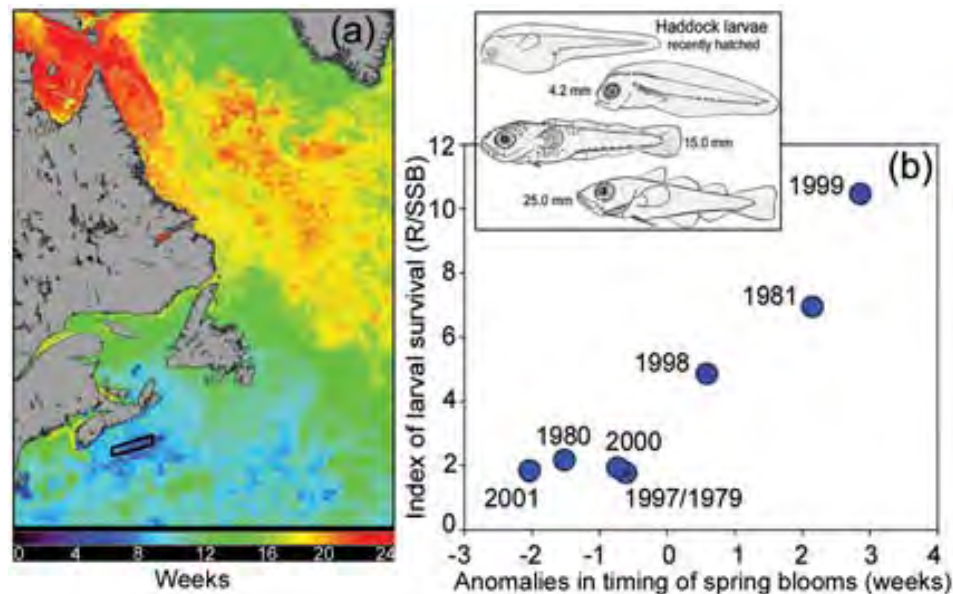 (a)
0 4 8 12 16 20 24
Weeks
Haddock larvae
recently hatched
4.2 mm
15.0 mm
25.0 mm
(b)
Index of larval survival (R/SSB)
12
10
8
6
4
2
0
1999
1981
1998
1980
2000
2001
1997/1979
-3 -2 -1 0 1 2 3 4
Anomalies in timing of spring blooms (weeks)